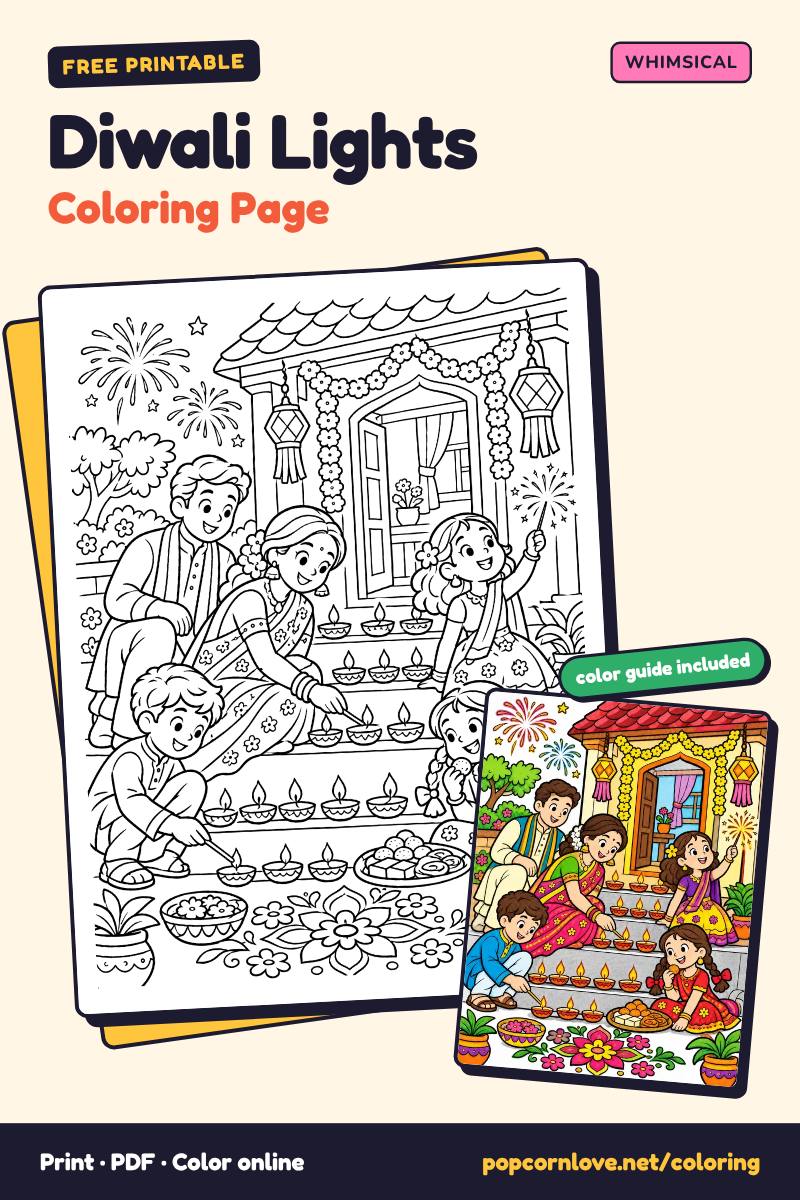 FREE PRINTABLE
WHIMSICAL
Diwali Lights
Coloring Page
color guide included
Print · PDF · Color online
popcornlove.net/coloring